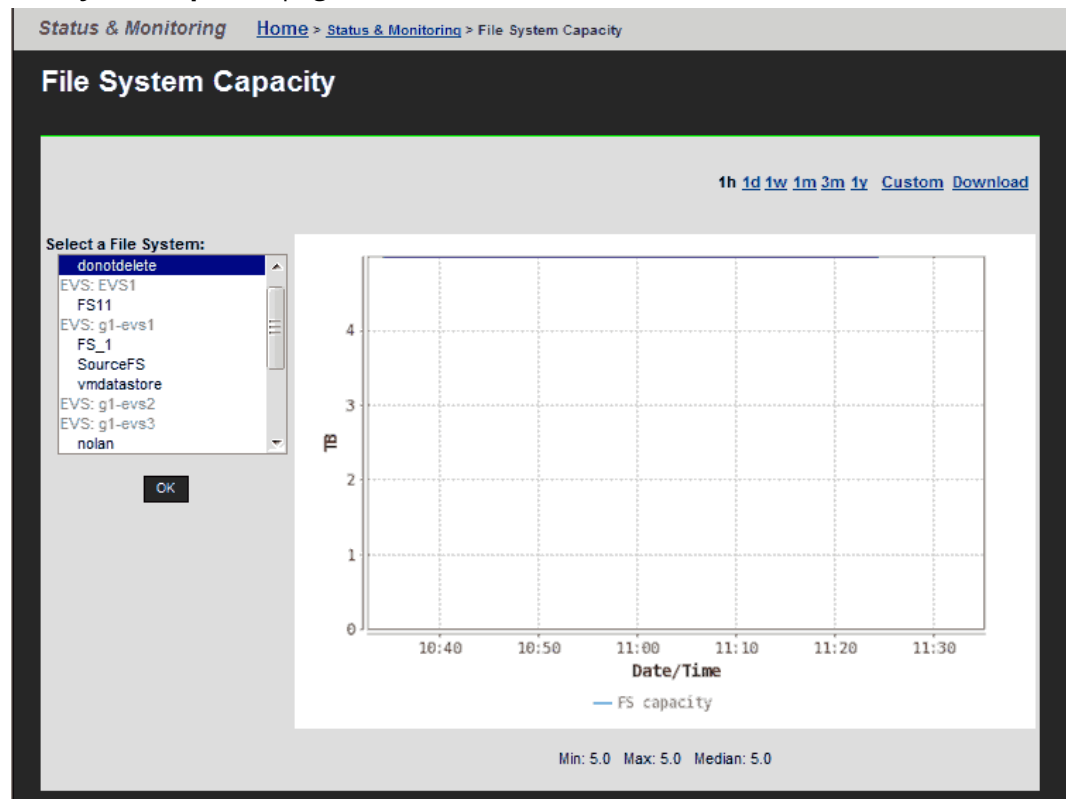 Status & Monitoring Home > Status & Monitoring > File System Capacity
File System Capacity
1h 1d 1w 1m 3m 1y Custom Download
Select a File System:
donotdelete
EVS: EVS1
FS11
EVS: g1-evs1
FS_1
SourceFS
vmdatastore
EVS: g1-evs2
EVS: g1-evs3
nolan
OK
TB
4
3
2
1
0
10:40 10:50 11:00 11:10 11:20 11:30
Date/Time
FS capacity
Min: 5.0 Max: 5.0 Median: 5.0